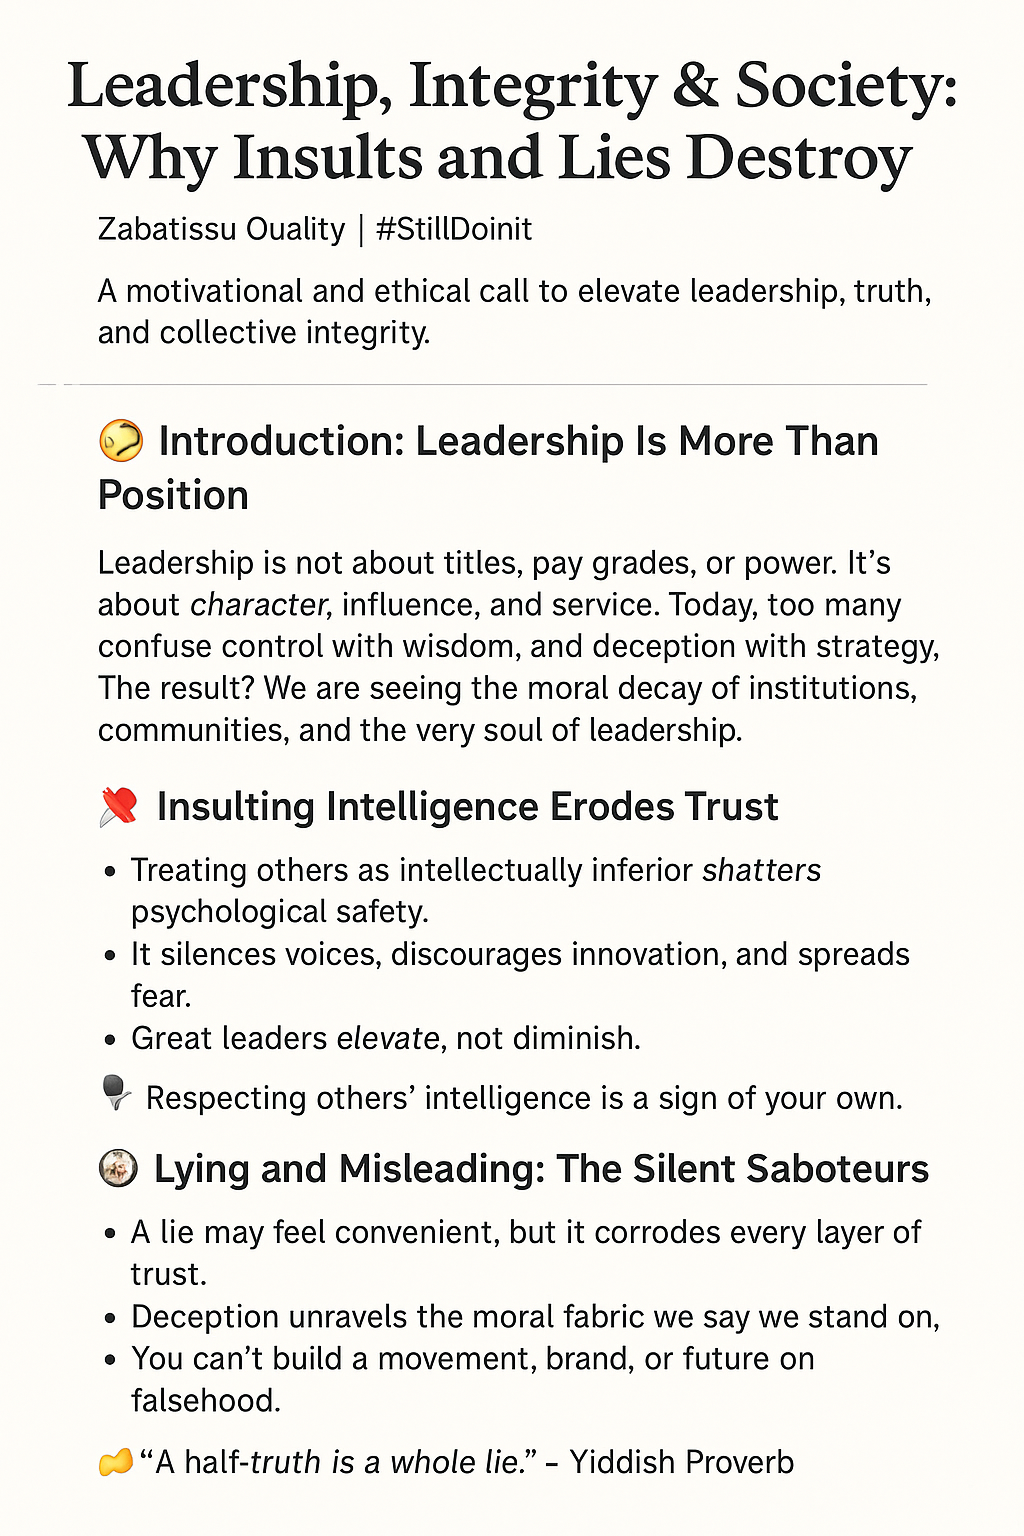 Leadership, Integrity & Society:
Why Insults and Lies Destroy
Zabatissu Ouality | #StillDoinit
A motivational and ethical call to elevate leadership, truth,
and collective integrity.
Introduction: Leadership Is More Than
Position
Leadership is not about titles, pay grades, or power. It’s
about character, influence, and service. Today, too many
confuse control with wisdom, and deception with strategy,
The result? We are seeing the moral decay of institutions,
communities, and the very soul of leadership.
Insulting Intelligence Erodes Trust
• Treating others as intellectually inferior shatters
psychological safety.
• It silences voices, discourages innovation, and spreads
fear.
• Great leaders elevate, not diminish.
Respecting others’ intelligence is a sign of your own.
Lying and Misleading: The Silent Saboteurs
• A lie may feel convenient, but it corrodes every layer of
trust.
• Deception unravels the moral fabric we say we stand on,
• You can’t build a movement, brand, or future on
falsehood.
“A half-truth is a whole lie.” – Yiddish Proverb